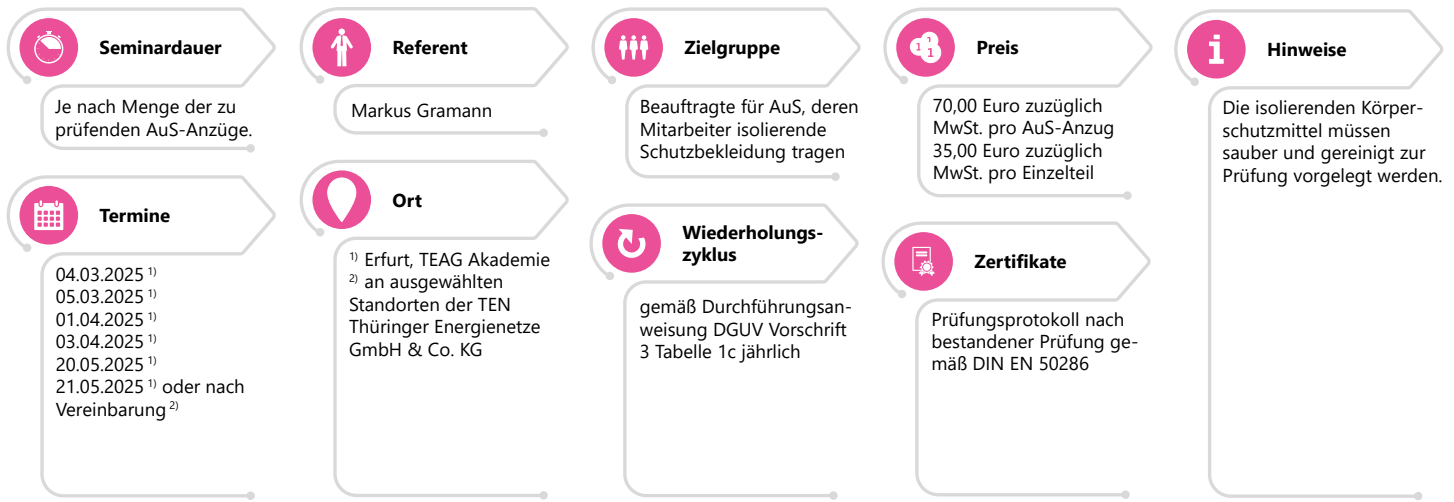 Seminardauer
Je nach Menge der zu
prüfenden AuS-Anzüge.
Termine
04.03.2025 ¹⁾
05.03.2025 ¹⁾
01.04.2025 ¹⁾
03.04.2025 ¹⁾
20.05.2025 ¹⁾
21.05.2025 ¹⁾ oder nach
Vereinbarung ²⁾
Referent
Markus Gramann
Ort
¹⁾ Erfurt, TEAG Akademie
²⁾ an ausgewählten
Standorten der TEN
Thüringer Energienetze
GmbH & Co. KG
Zielgruppe
Beauftragte für AuS, deren
Mitarbeiter isolierende
Schutzbekleidung tragen
Wiederholungs-
zyklus
gemäß Durchführungsan-
weisung DGUV Vorschrift
3 Tabelle 1c jährlich
1 1 1
Preis
70,00 Euro zuzüglich
MwSt. pro AuS-Anzug
35,00 Euro zuzüglich
MwSt. pro Einzelteil
Zertifikate
Prüfungsprotokoll nach
bestandener Prüfung ge-
mäß DIN EN 50286
i
Hinweise
Die isolierenden Körper-
schutzmittel müssen
sauber und gereinigt zur
Prüfung vorgelegt werden.